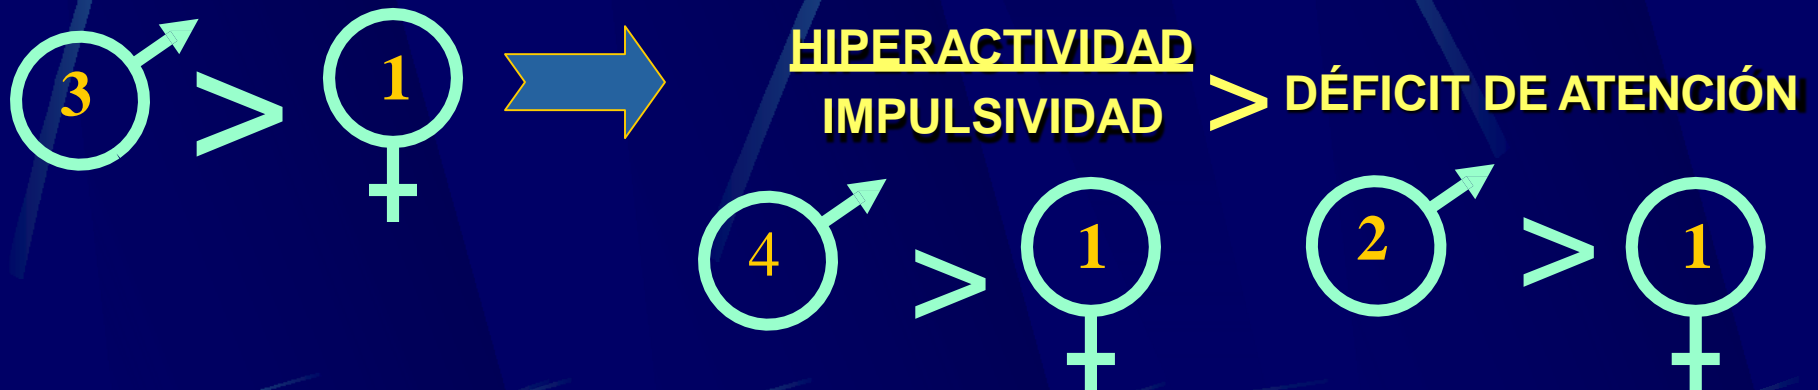 3 > 1
HIPERACTIVIDAD
IMPULSIVIDAD
> DÉFICIT DE ATENCIÓN
4 > 1
2 > 1